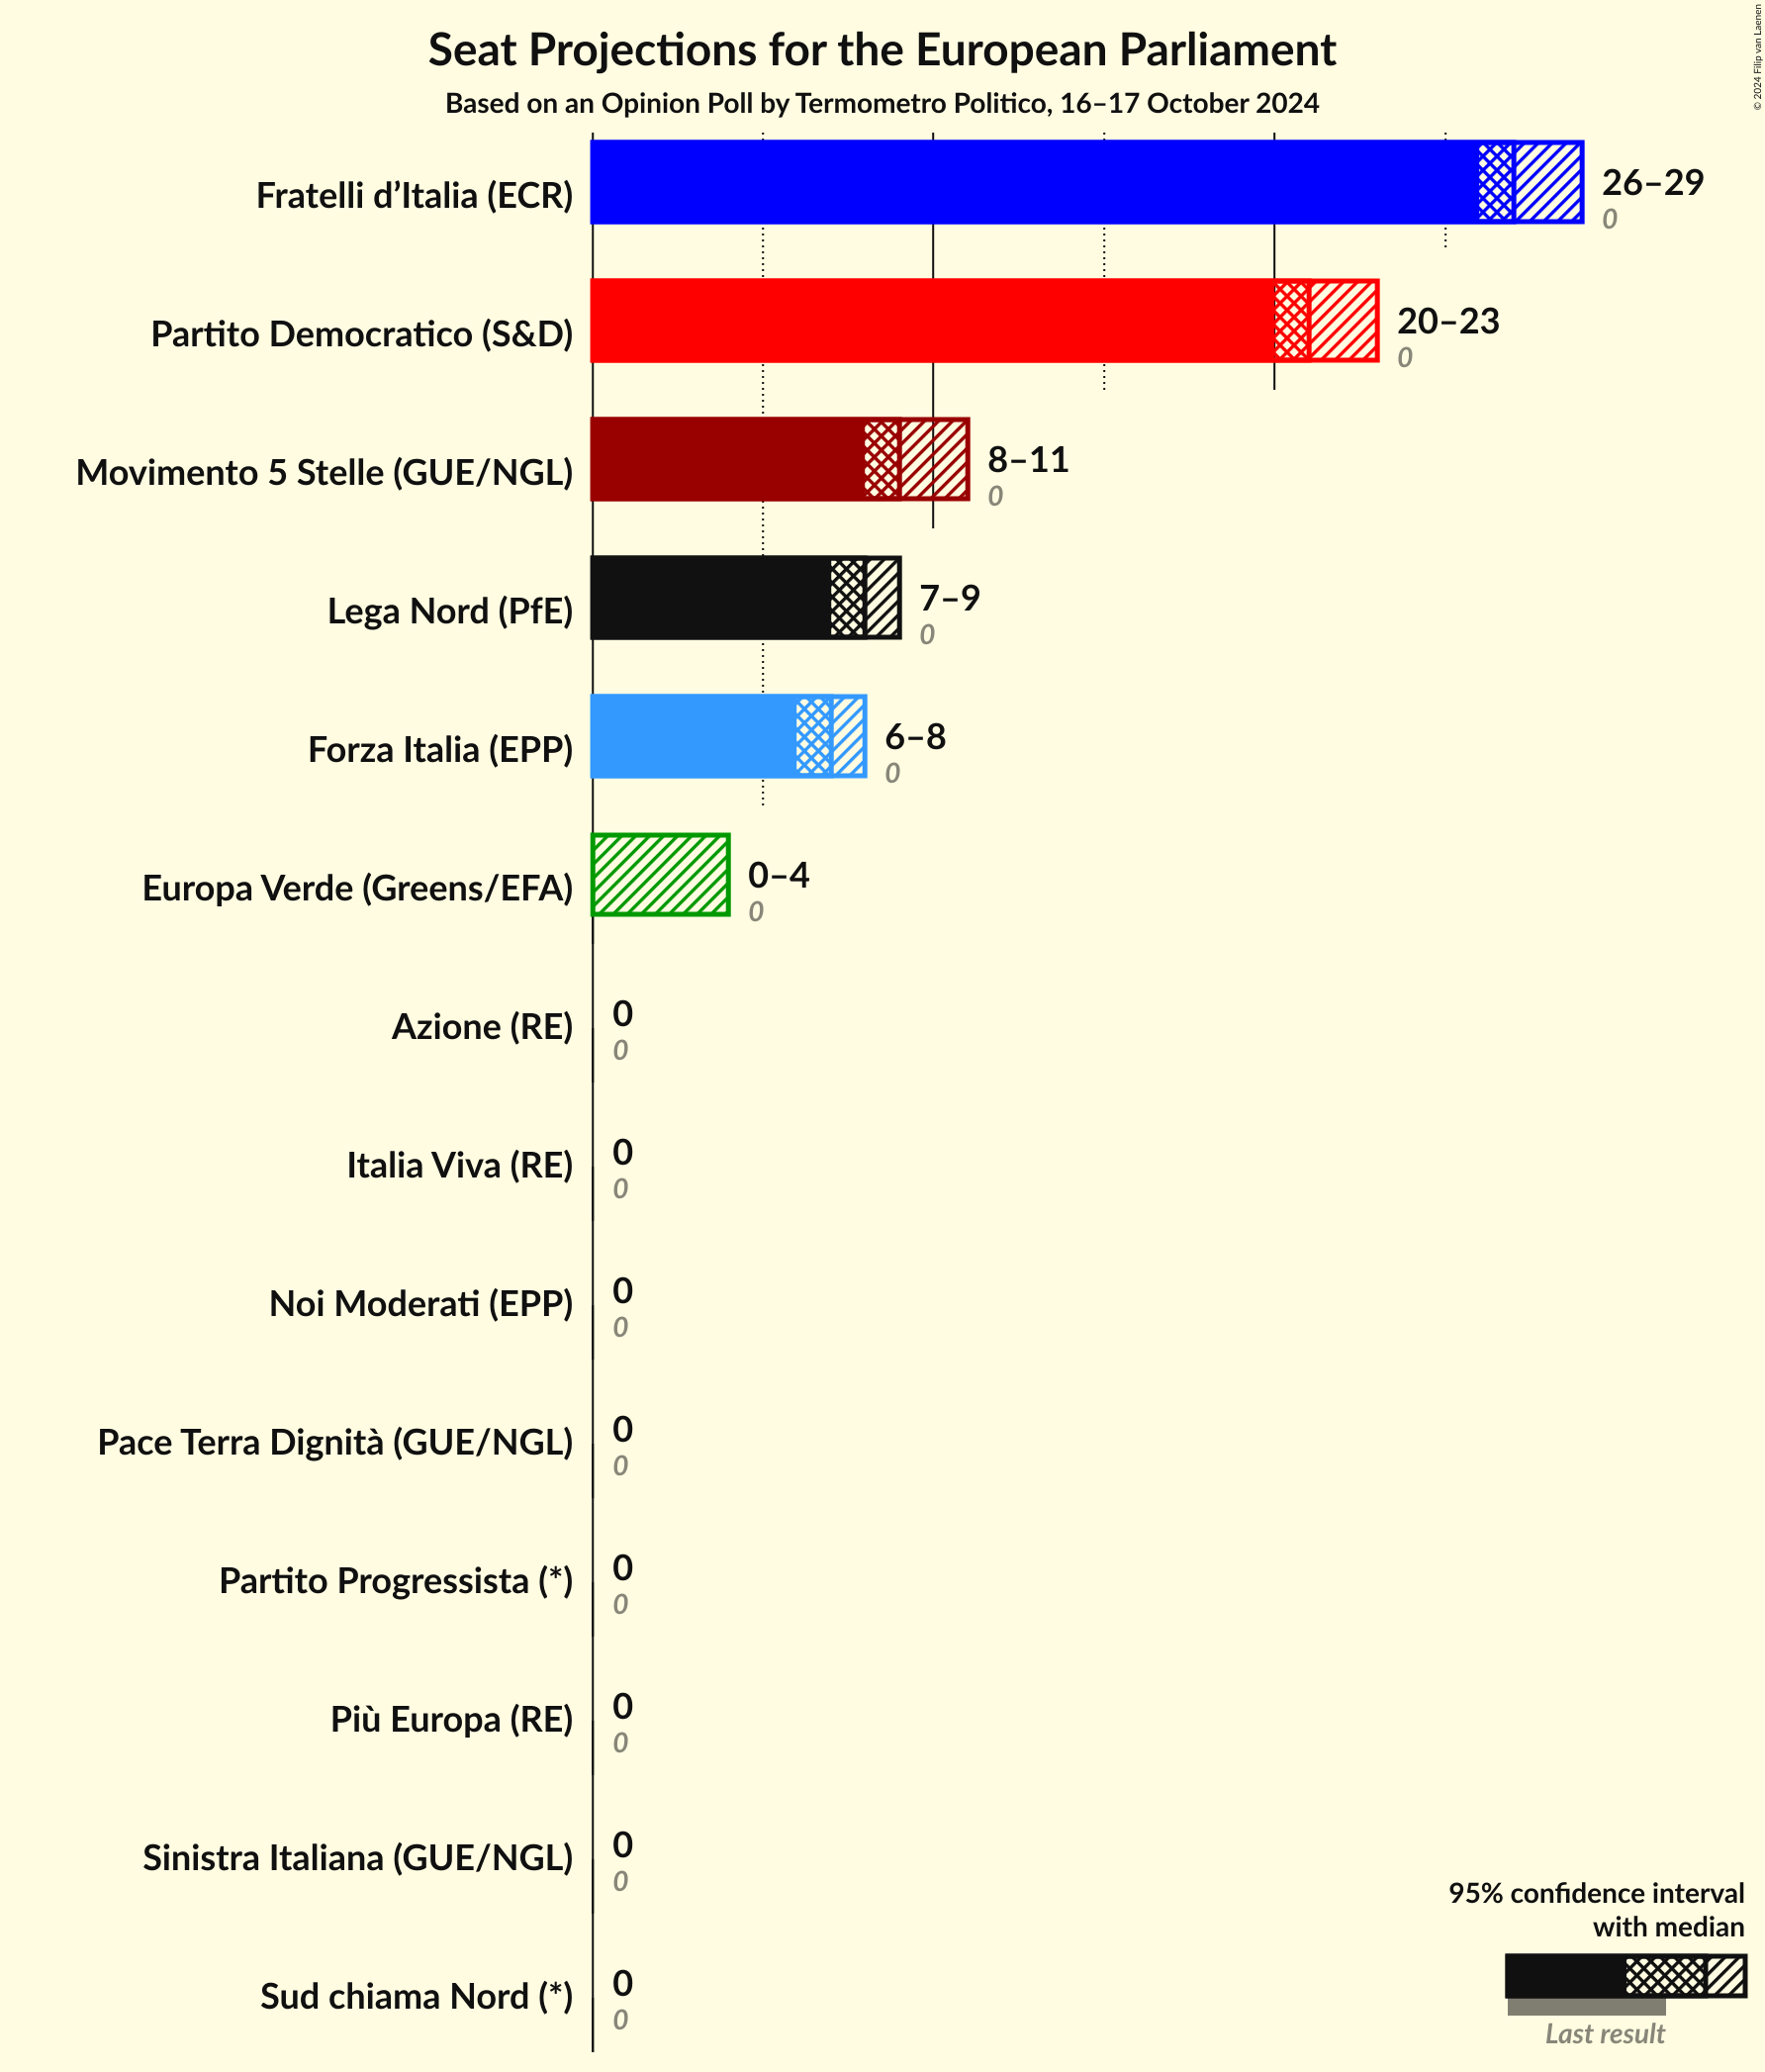 Seat Projections for the European Parliament
Based on an Opinion Poll by Termometro Politico, 16–17 October 2024
© 2024 Filip van Laenen
Fratelli d’Italia (ECR)
26–29
0
Partito Democratico (S&D)
20–23
0
Movimento 5 Stelle (GUE/NGL)
8–11
0
Lega Nord (PfE)
7–9
0
Forza Italia (EPP)
6–8
0
Europa Verde (Greens/EFA)
0–4
0
Azione (RE)
0
0
Italia Viva (RE)
0
0
Noi Moderati (EPP)
0
0
Pace Terra Dignità (GUE/NGL)
0
0
Partito Progressista (*)
0
0
Più Europa (RE)
0
0
Sinistra Italiana (GUE/NGL)
0
0
Sud chiama Nord (*)
0
0
95% confidence interval
with median
Last result